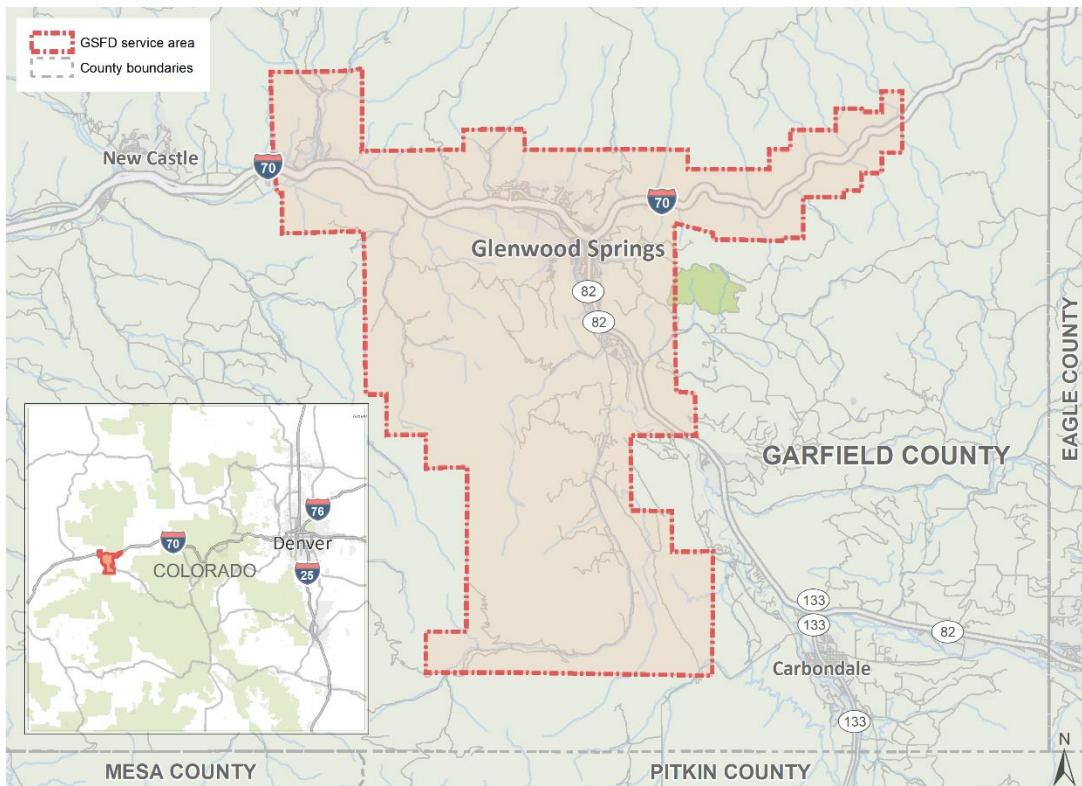 GSFD service area
County boundaries
New Castle
70
70
Glenwood Springs
82
82
EAGLE COUNTY
GARFIELD COUNTY
76
70
Denver
COLORADO
25
133
133
82
Carbondale
133
N
MESA COUNTY
PITKIN COUNTY